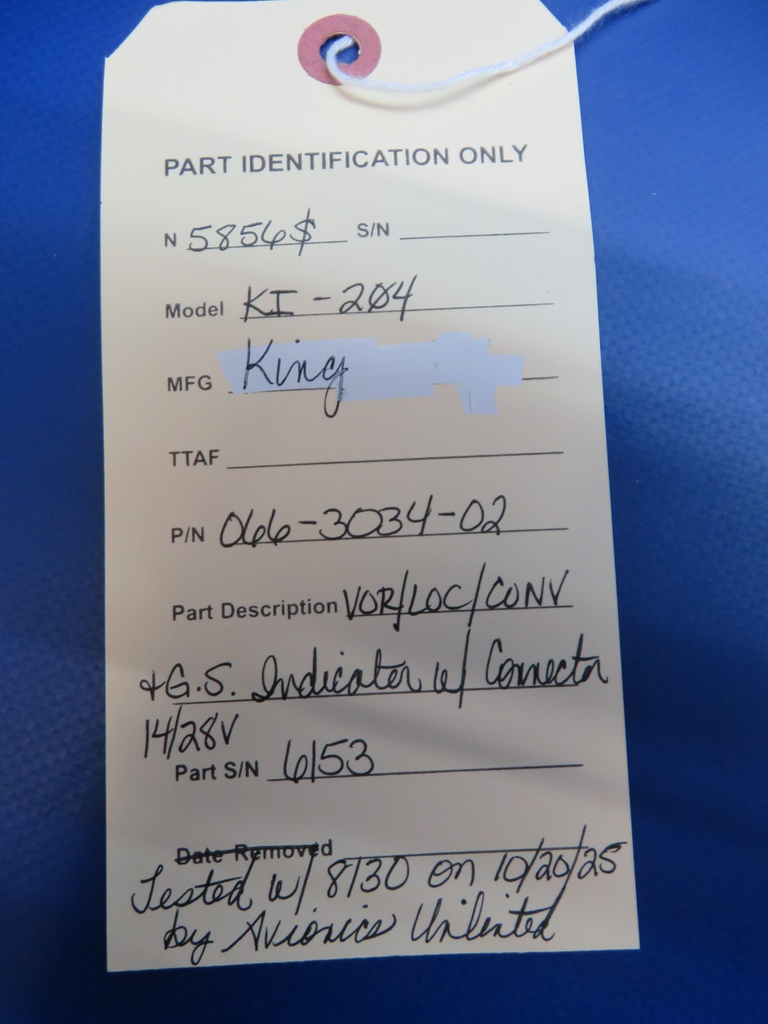 PART IDENTIFICATION ONLY
N 5856$ S/N
Model KI-204
MFG King
TTAF
P/N 066-3034-02
Part Description VOR/LOC/CONV
+G.S. Indicator w/ Connector
14/28V
Part S/N 6153
Date Removed
Tested w/ 8130 on 10/20/25
by Avionics Unlimited